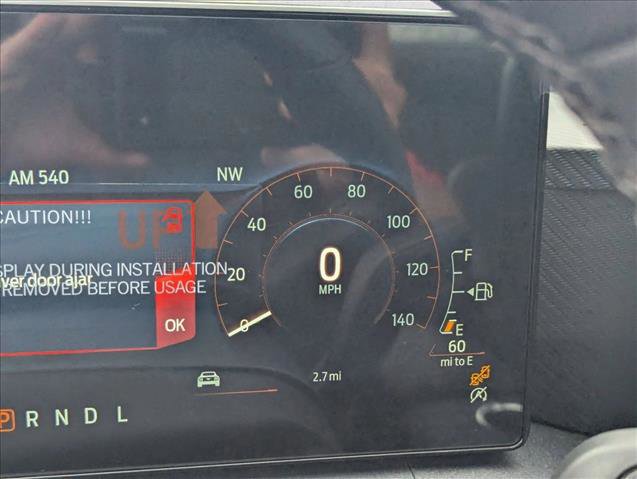 AM 540
NW
CAUTION!!!
UP
SPLAY DURING INSTALLATION
ver door ajar
REMOVED BEFORE USAGE
OK
0
20
40
60
80
100
120
140
0
MPH
F
E
60
mi to E
2.7 mi
P R N D L